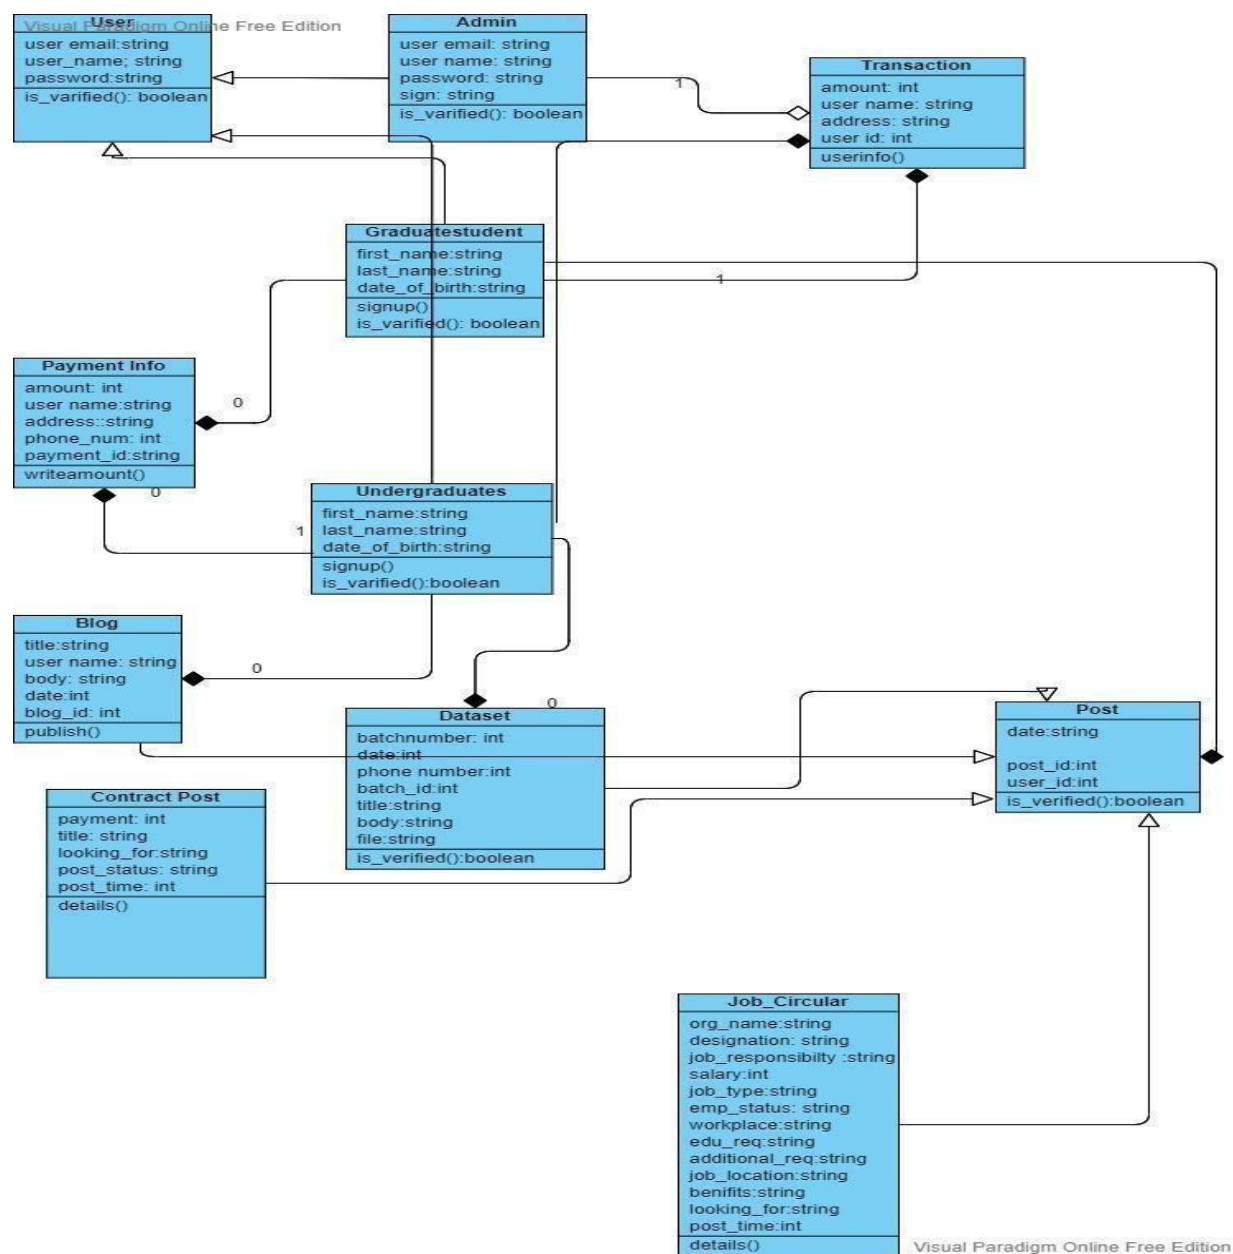 Visual Paradigm Online Free Edition
User
user email:string
user_name; string
password:string
is_varified(): boolean
Admin
user email: string
user name: string
password: string
sign: string
is_varified(): boolean
Transaction
amount: int
user name: string
address: string
user id: int
userinfo()
1
Graduatestudent
first_name:string
last_name:string
date_of_birth:string
signup()
is_varified(): boolean
1
Payment Info
amount: int
user name:string
address::string
phone_num: int
payment_id:string
writeamount()
0
0
Undergraduates
first_name:string
last_name:string
date_of_birth:string
signup()
is_varified():boolean
1
Blog
title:string
user name: string
body: string
date:int
blog_id: int
publish()
0
Dataset
batchnumber: int
date:int
phone number:int
batch_id:int
title:string
body:string
file:string
is_verified():boolean
0
Post
date:string
post_id:int
user_id:int
is_verified():boolean
Contract Post
payment: int
title: string
looking_for:string
post_status: string
post_time: int
details()
Job_Circular
org_name:string
designation: string
job_responsibilty :string
salary:int
job_type:string
emp_status: string
workplace:string
edu_req:string
additional_req:string
job_location:string
benifits:string
looking_for:string
post_time:int
details()
Visual Paradigm Online Free Edition